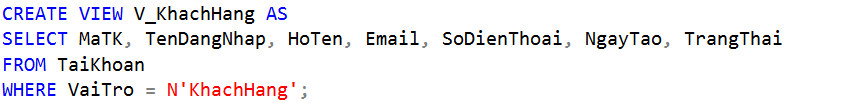 CREATE VIEW V_KhachHang AS
SELECT MaTK, TenDangNhap, HoTen, Email, SoDienThoai, NgayTao, TrangThai
FROM TaiKhoan
WHERE VaiTro = N'KhachHang';